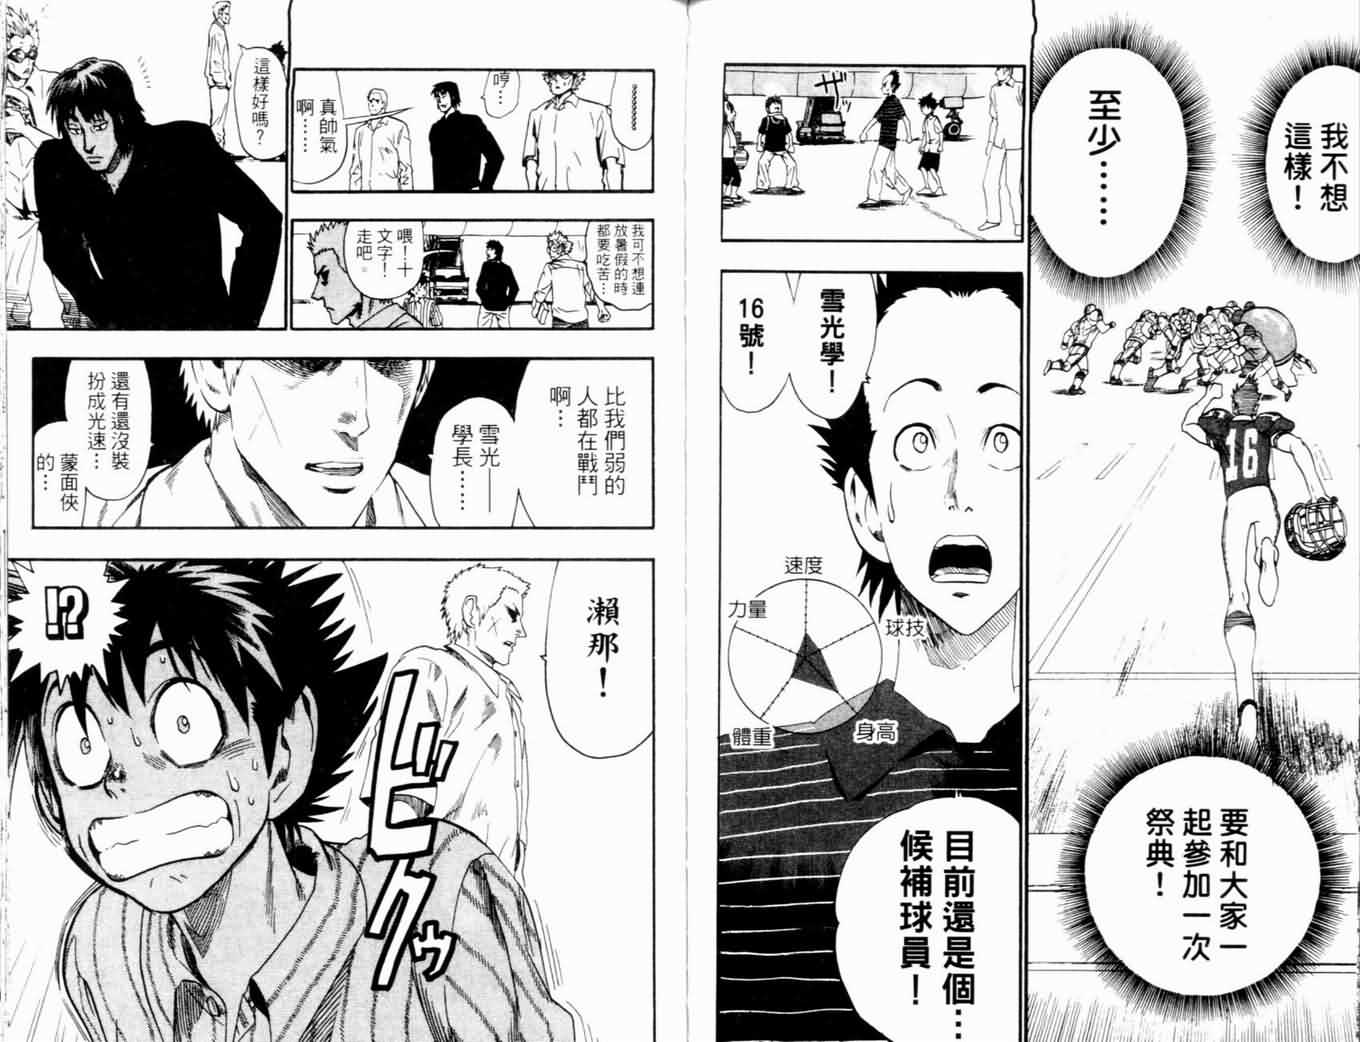 我不想
這樣！
至少……
16
要和大家一
起參加一次
祭典！
ザッ
雪光學！
16號！
速度
力量
球技
體重
身高
目前還是個…
候補球員！
哼…
真帥氣
啊……
這樣好嗎？
我可不想連
放暑假的時
都要吃苦…
喂！十
文字！
走吧。
比我們弱的
人都在戰鬥
啊…
雪光——
學長……
還有還沒裝
扮成光速…
蒙面俠
的…
瀨那！
!?
ービクゥ